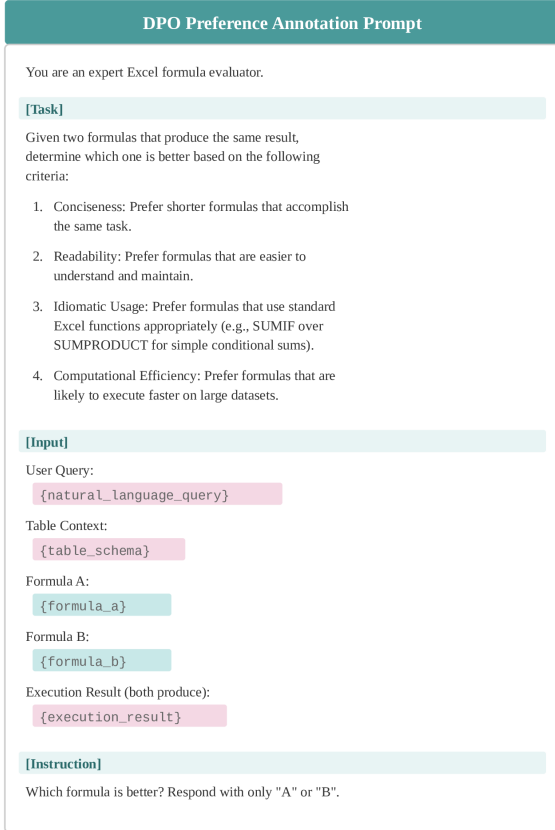 DPO Preference Annotation Prompt
You are an expert Excel formula evaluator.
[Task]
Given two formulas that produce the same result,
determine which one is better based on the following
criteria:
1. Conciseness: Prefer shorter formulas that accomplish
the same task.
2. Readability: Prefer formulas that are easier to
understand and maintain.
3. Idiomatic Usage: Prefer formulas that use standard
Excel functions appropriately (e.g., SUMIF over
SUMPRODUCT for simple conditional sums).
4. Computational Efficiency: Prefer formulas that are
likely to execute faster on large datasets.
[Input]
User Query:
{natural_language_query}
Table Context:
{table_schema}
Formula A:
{formula_a}
Formula B:
{formula_b}
Execution Result (both produce):
{execution_result}
[Instruction]
Which formula is better? Respond with only "A" or "B".